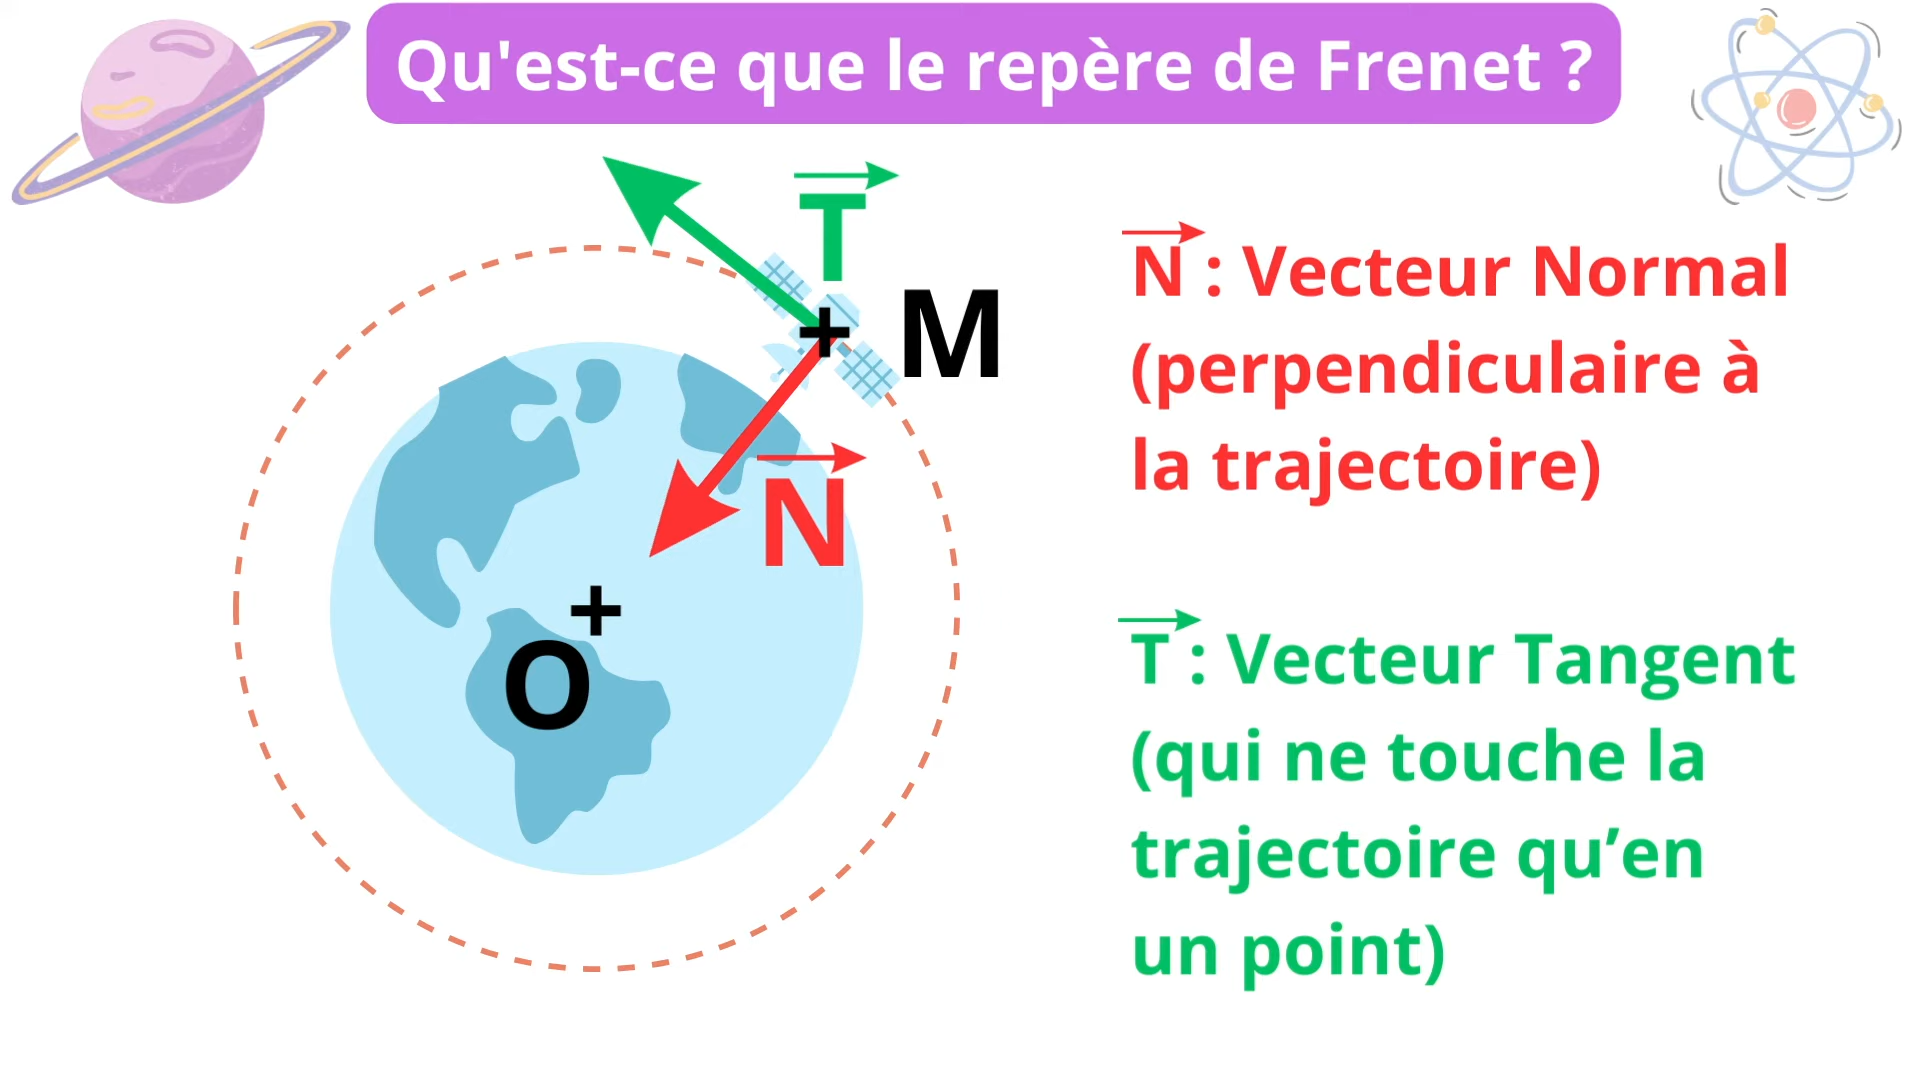 Qu'est-ce que le repère de Frenet ?
T
M
N
O
N : Vecteur Normal
(perpendiculaire à
la trajectoire)
T : Vecteur Tangent
(qui ne touche la
trajectoire qu’en
un point)